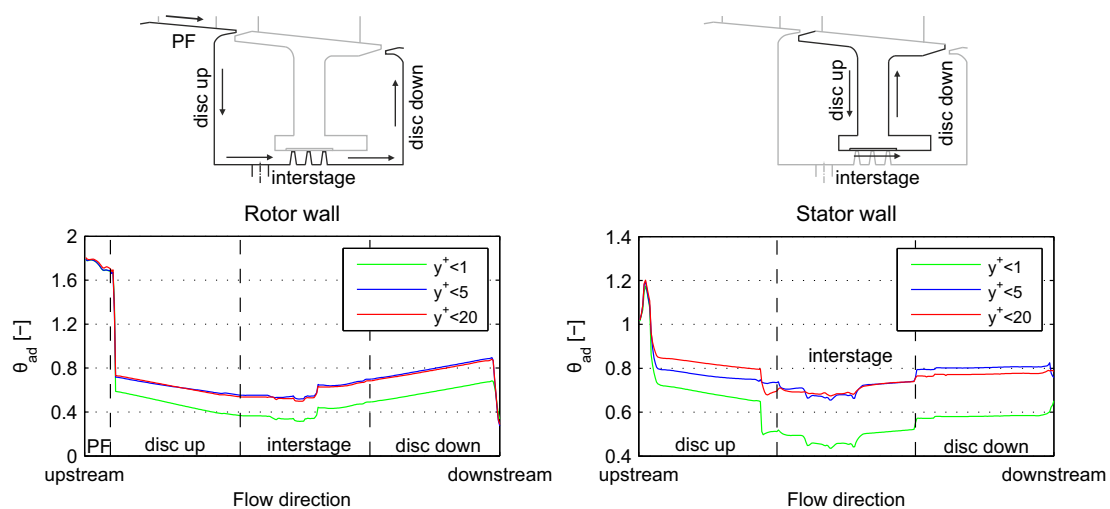 PF
disc up
disc down
interstage
disc up
disc down
interstage
Rotor wall
Stator wall
2
1.6
1.2
0.8
0.4
0
θad [-]
y+<1
y+<5
y+<20
PF
disc up
interstage
disc down
upstream
downstream
Flow direction
1.4
1.2
1
0.8
0.6
0.4
θad [-]
y+<1
y+<5
y+<20
interstage
disc up
disc down
upstream
downstream
Flow direction